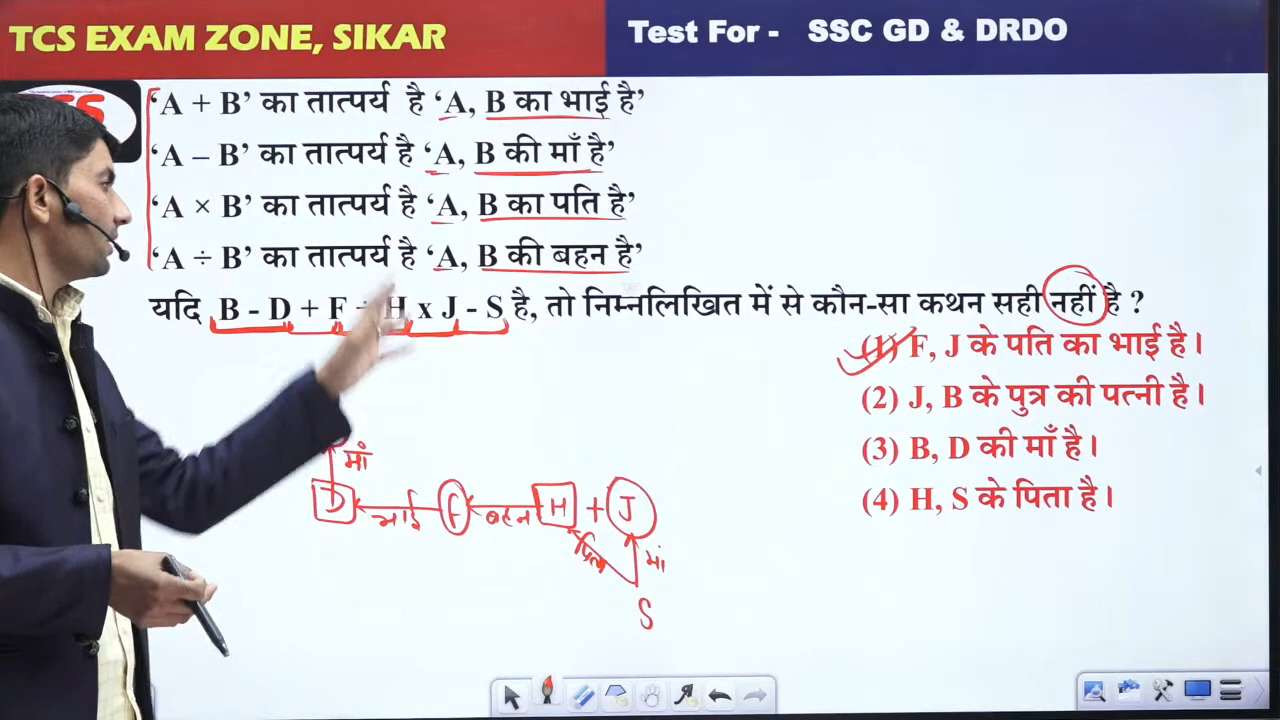 TCS EXAM ZONE, SIKAR
Test For - SSC GD & DRDO
‘A + B’ का तात्पर्य है ‘A, B का भाई है’
‘A – B’ का तात्पर्य है ‘A, B की माँ है’
‘A × B’ का तात्पर्य है ‘A, B का पति है’
‘A ÷ B’ का तात्पर्य है ‘A, B की बहन है’
यदि B - D + F H x J - S है, तो निम्नलिखित में से कौन-सा कथन सही नहीं है ?
(1) F, J के पति का भाई है।
(2) J, B के पुत्र की पत्नी है।
(3) B, D की माँ है।
(4) H, S के पिता है।
माँ
D भाई F बहन H + J
पिता माँ
S